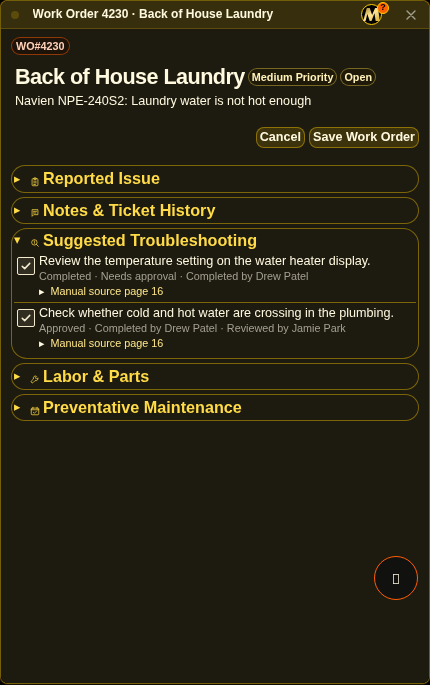 Work Order 4230 · Back of House Laundry
M ?
WO#4230
Back of House Laundry Medium Priority Open
Navien NPE-240S2: Laundry water is not hot enough
Cancel Save Work Order
Reported Issue
Notes & Ticket History
Suggested Troubleshooting
Review the temperature setting on the water heater display.
Completed · Needs approval · Completed by Drew Patel
Manual source page 16
Check whether cold and hot water are crossing in the plumbing.
Approved · Completed by Drew Patel · Reviewed by Jamie Park
Manual source page 16
Labor & Parts
Preventative Maintenance